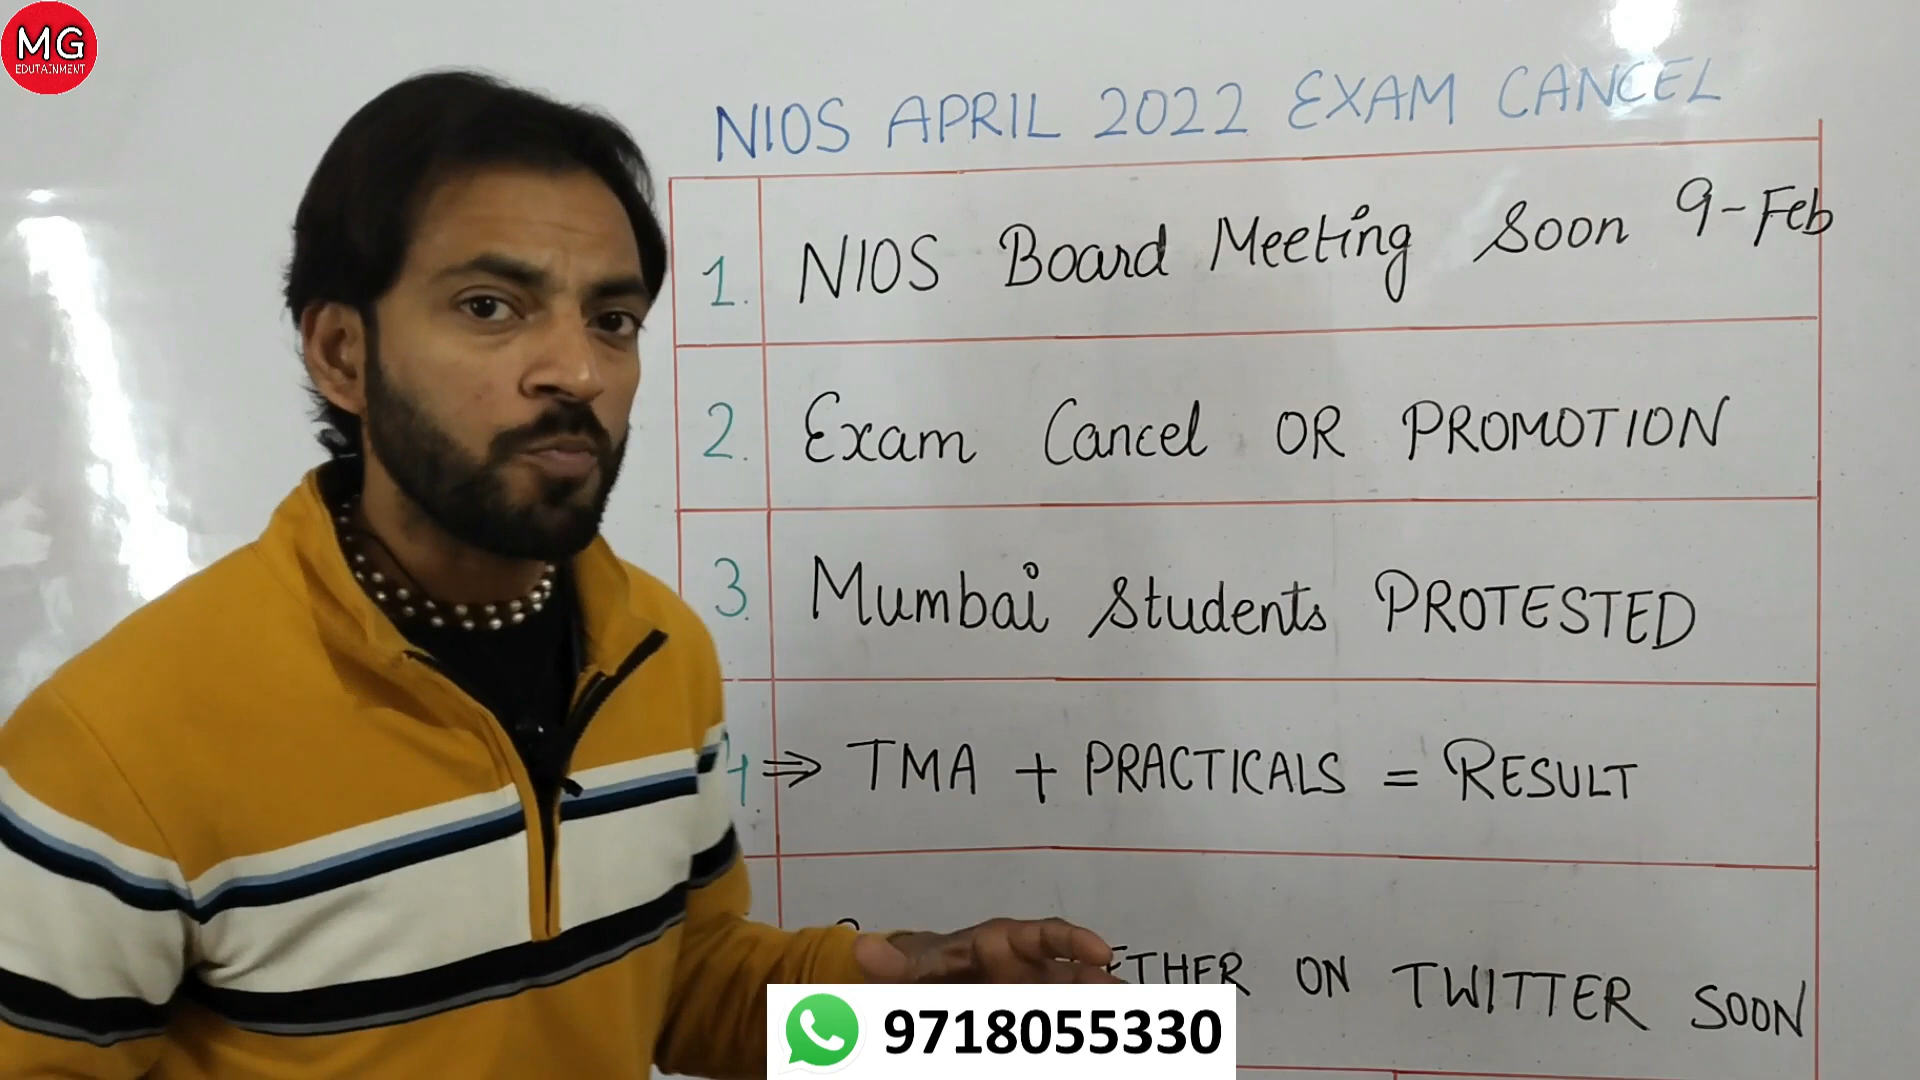 MG
EDUTAINMENT
NIOS APRIL 2022 EXAM CANCEL
1. NIOS Board Meeting Soon 9-Feb
2. Exam Cancel OR PROMOTION
3. Mumbai Students PROTESTED
4. ⇒ TMA + PRACTICALS = RESULT
ON TWITTER SOON
9718055330